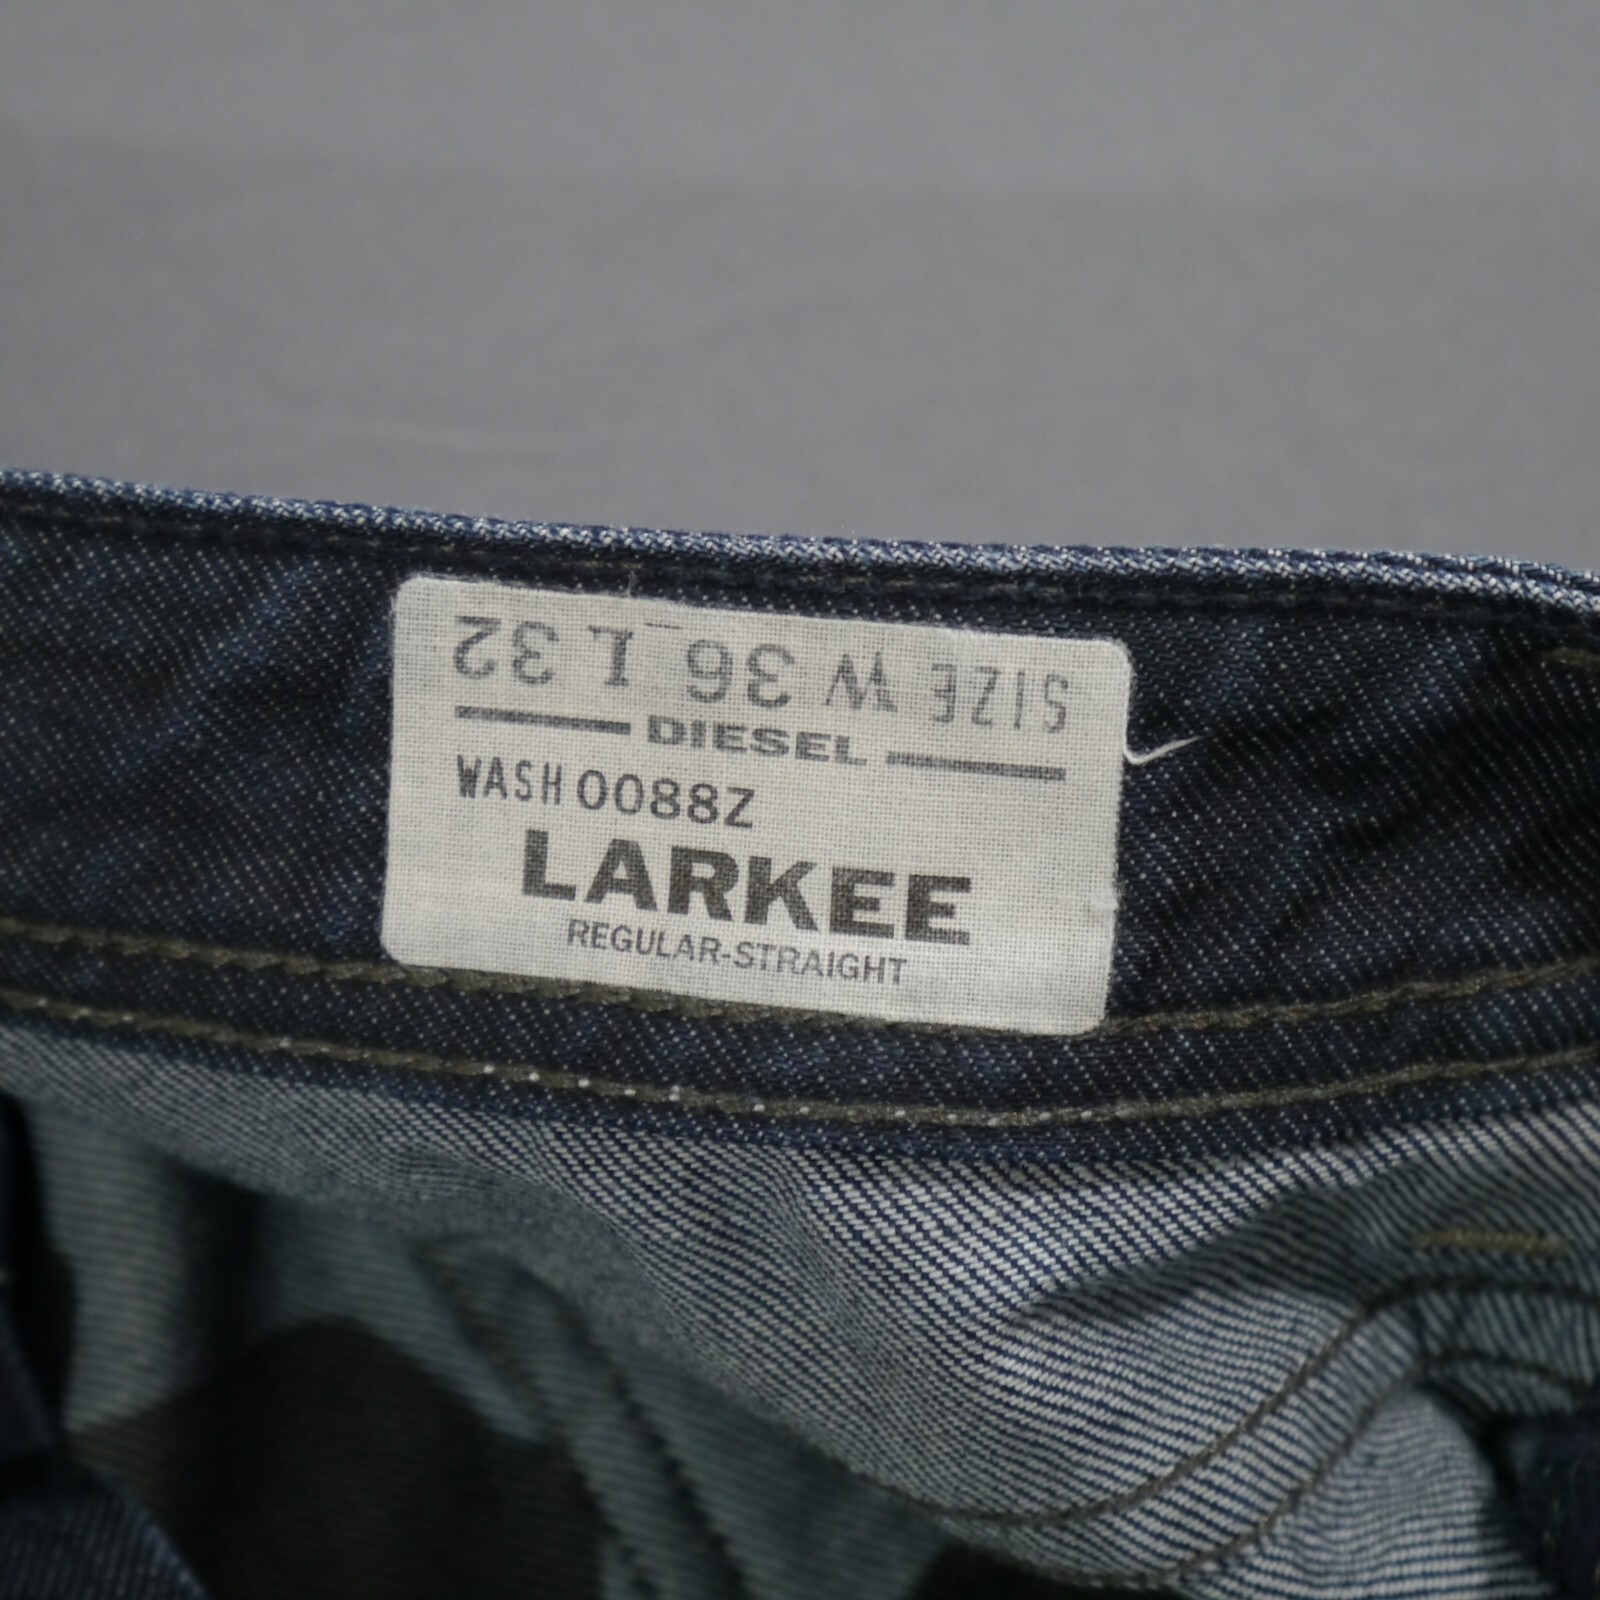 SIZE W 36 L 32
DIESEL
WASH 0088Z
LARKEE
REGULAR-STRAIGHT